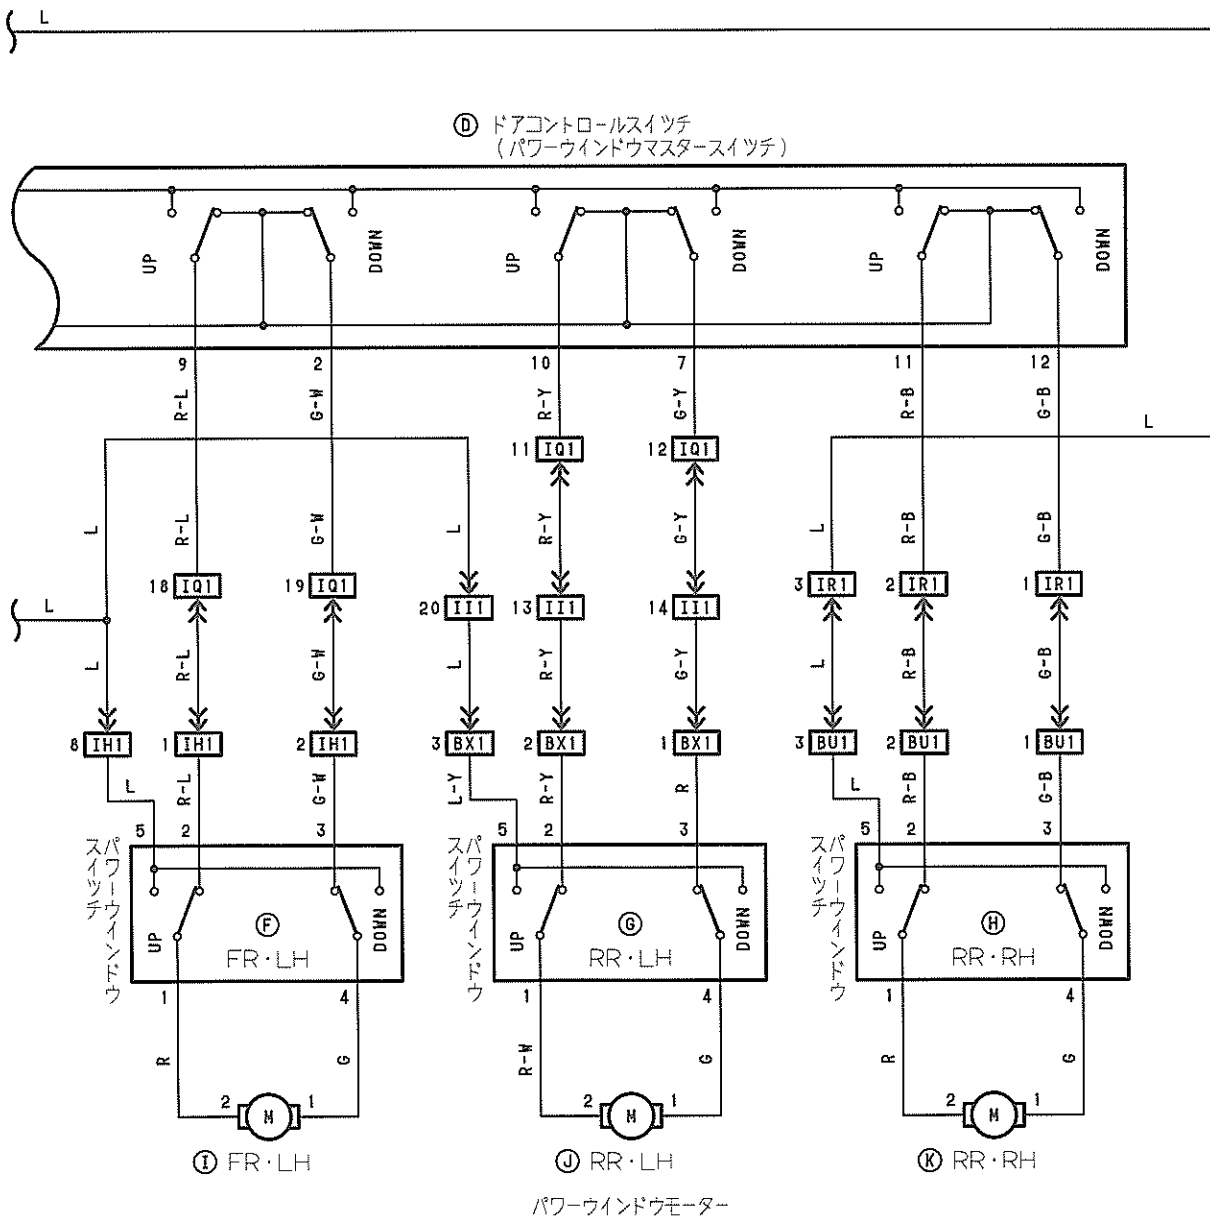 L
Ⓓ ドアコントロールスイツチ
(パワーウインドウマスタースイツチ)
UP DOWN UP DOWN UP DOWN
9 2 10 7 11 12
R-L G-W R-Y G-Y R-B G-B
L
11 IQ1 12 IQ1
L R-L G-W L R-Y G-Y L R-B G-B
18 IQ1 19 IQ1 20 II1 13 II1 14 II1 3 IR1 2 IR1 1 IR1
L
L R-L G-W L R-Y G-Y L R-B G-B
8 IH1 1 IH1 2 IH1 3 BX1 2 BX1 1 BX1 3 BU1 2 BU1 1 BU1
L R-L G-W L-Y R-Y R L R-B G-B
5 2 3 5 2 3 5 2 3
パワーウインドウ
スイツチ
UP Ⓕ DOWN
FR・LH
パワーウインドウ
スイツチ
UP Ⓖ DOWN
RR・LH
パワーウインドウ
スイツチ
UP Ⓗ DOWN
RR・RH
1 4 1 4 1 4
R G R-W G R G
2 M 1 2 M 1 2 M 1
Ⓘ FR・LH Ⓙ RR・LH Ⓚ RR・RH
パワーウインドウモーター